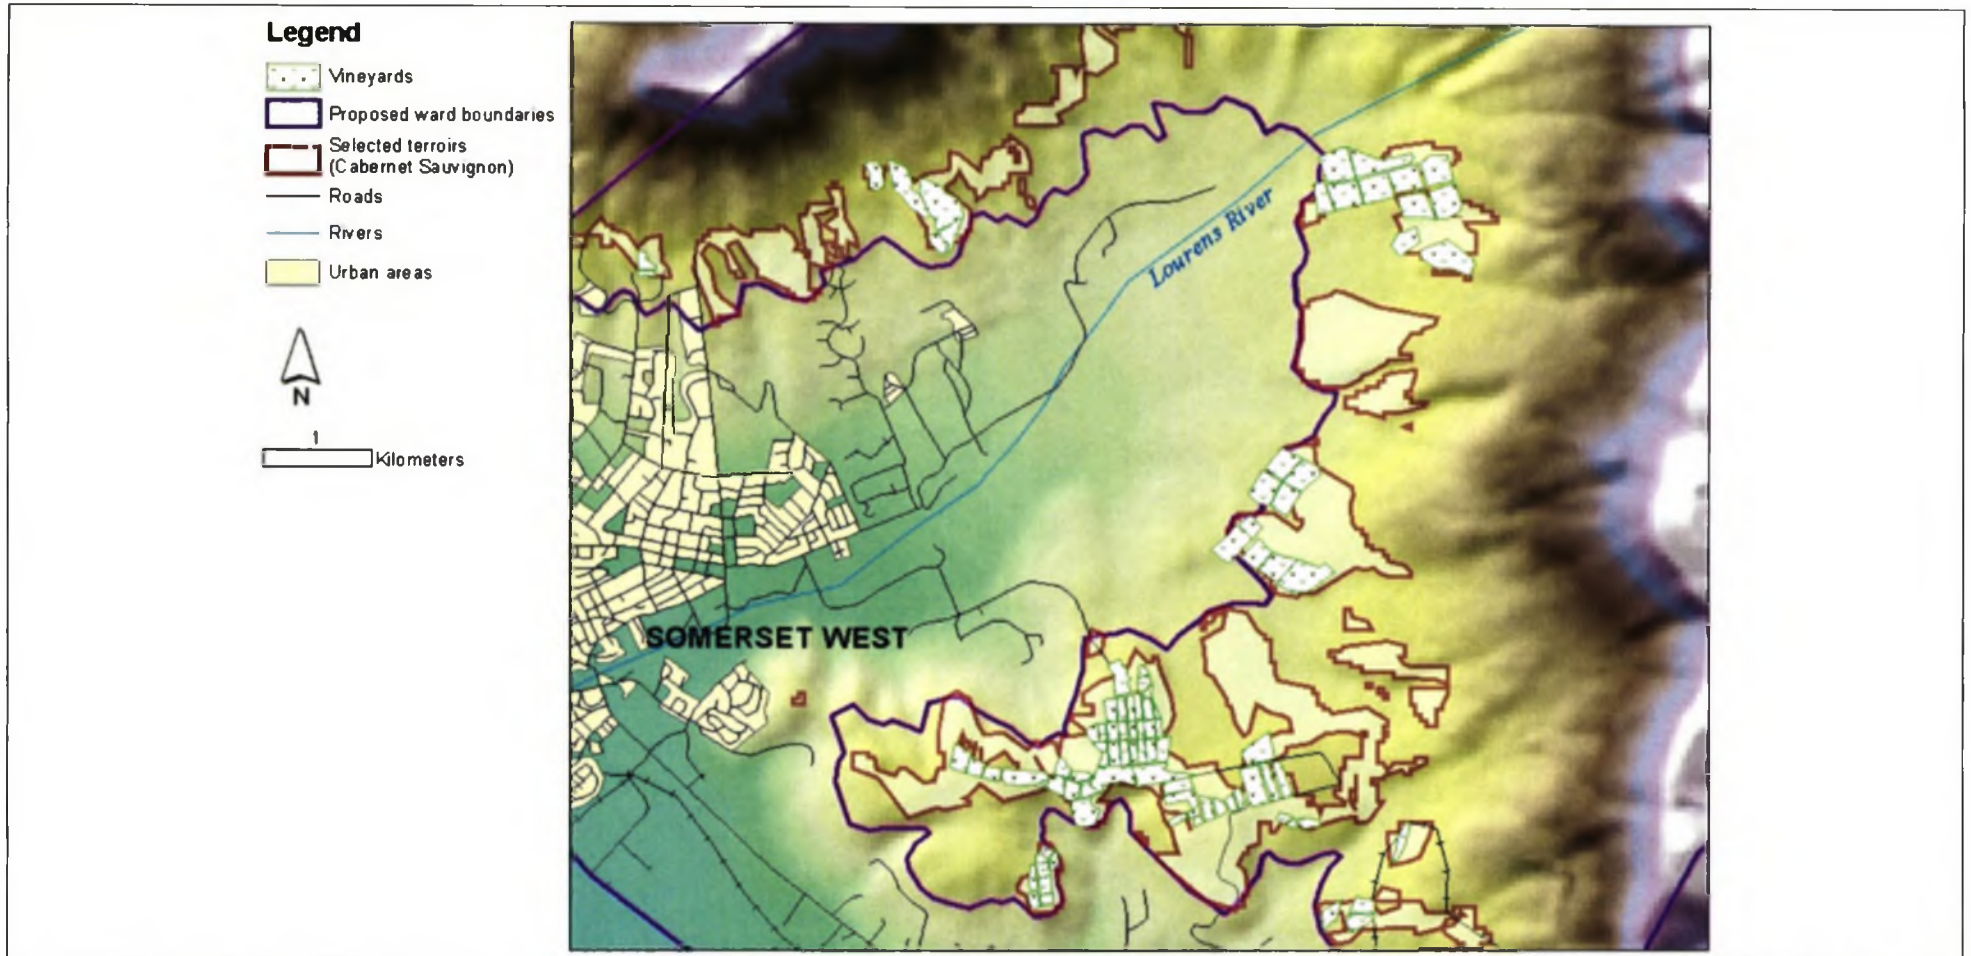 Legend
Vineyards
Proposed ward boundaries
Selected terroirs
(Cabernet Sauvignon)
Roads
Rivers
Urban areas
N
1
Kilometers
Lourens River
SOMERSET WEST